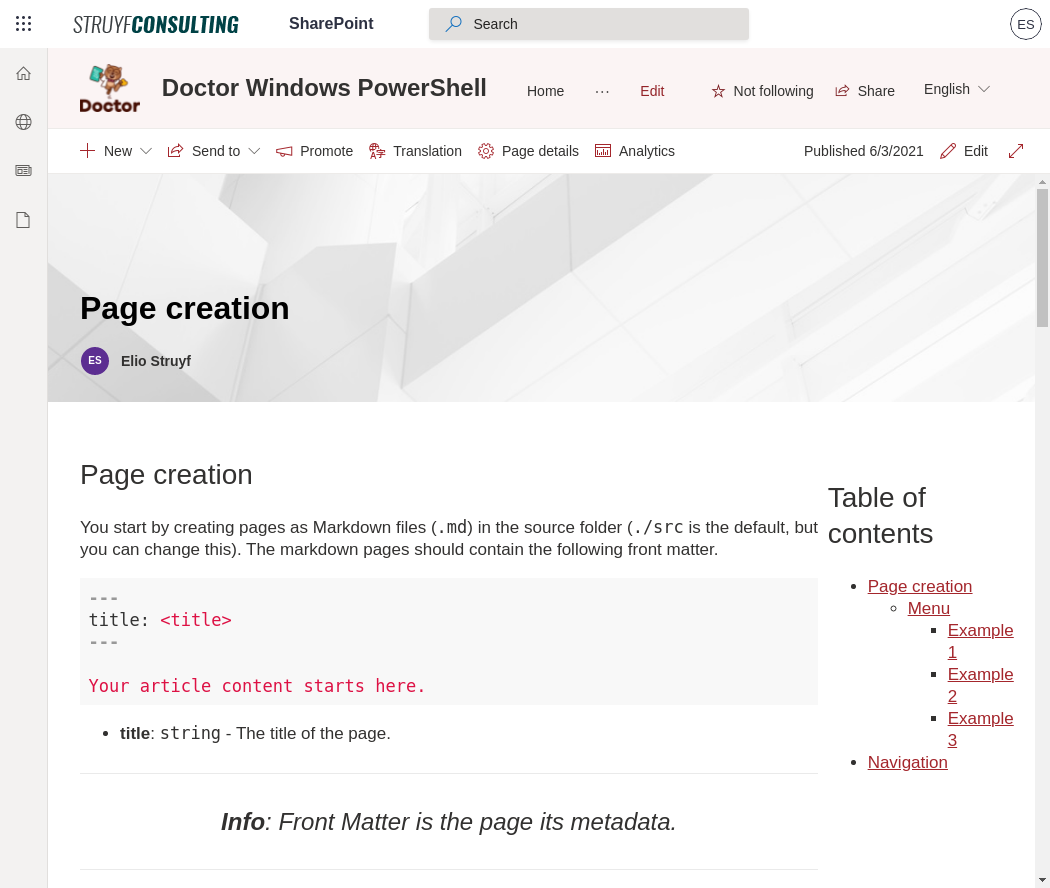 STRUYFCONSULTING SharePoint Search ES
Doctor Doctor Windows PowerShell Home ... Edit Not following Share English
New Send to Promote Translation Page details Analytics Published 6/3/2021 Edit
Page creation
ES Elio Struyf
Page creation
You start by creating pages as Markdown files (.md) in the source folder (./src is the default, but
you can change this). The markdown pages should contain the following front matter.
---
title: <title>
---
Your article content starts here.
• title: string - The title of the page.
Info: Front Matter is the page its metadata.
Table of
contents
Page creation
Menu
Example
1
Example
2
Example
3
Navigation